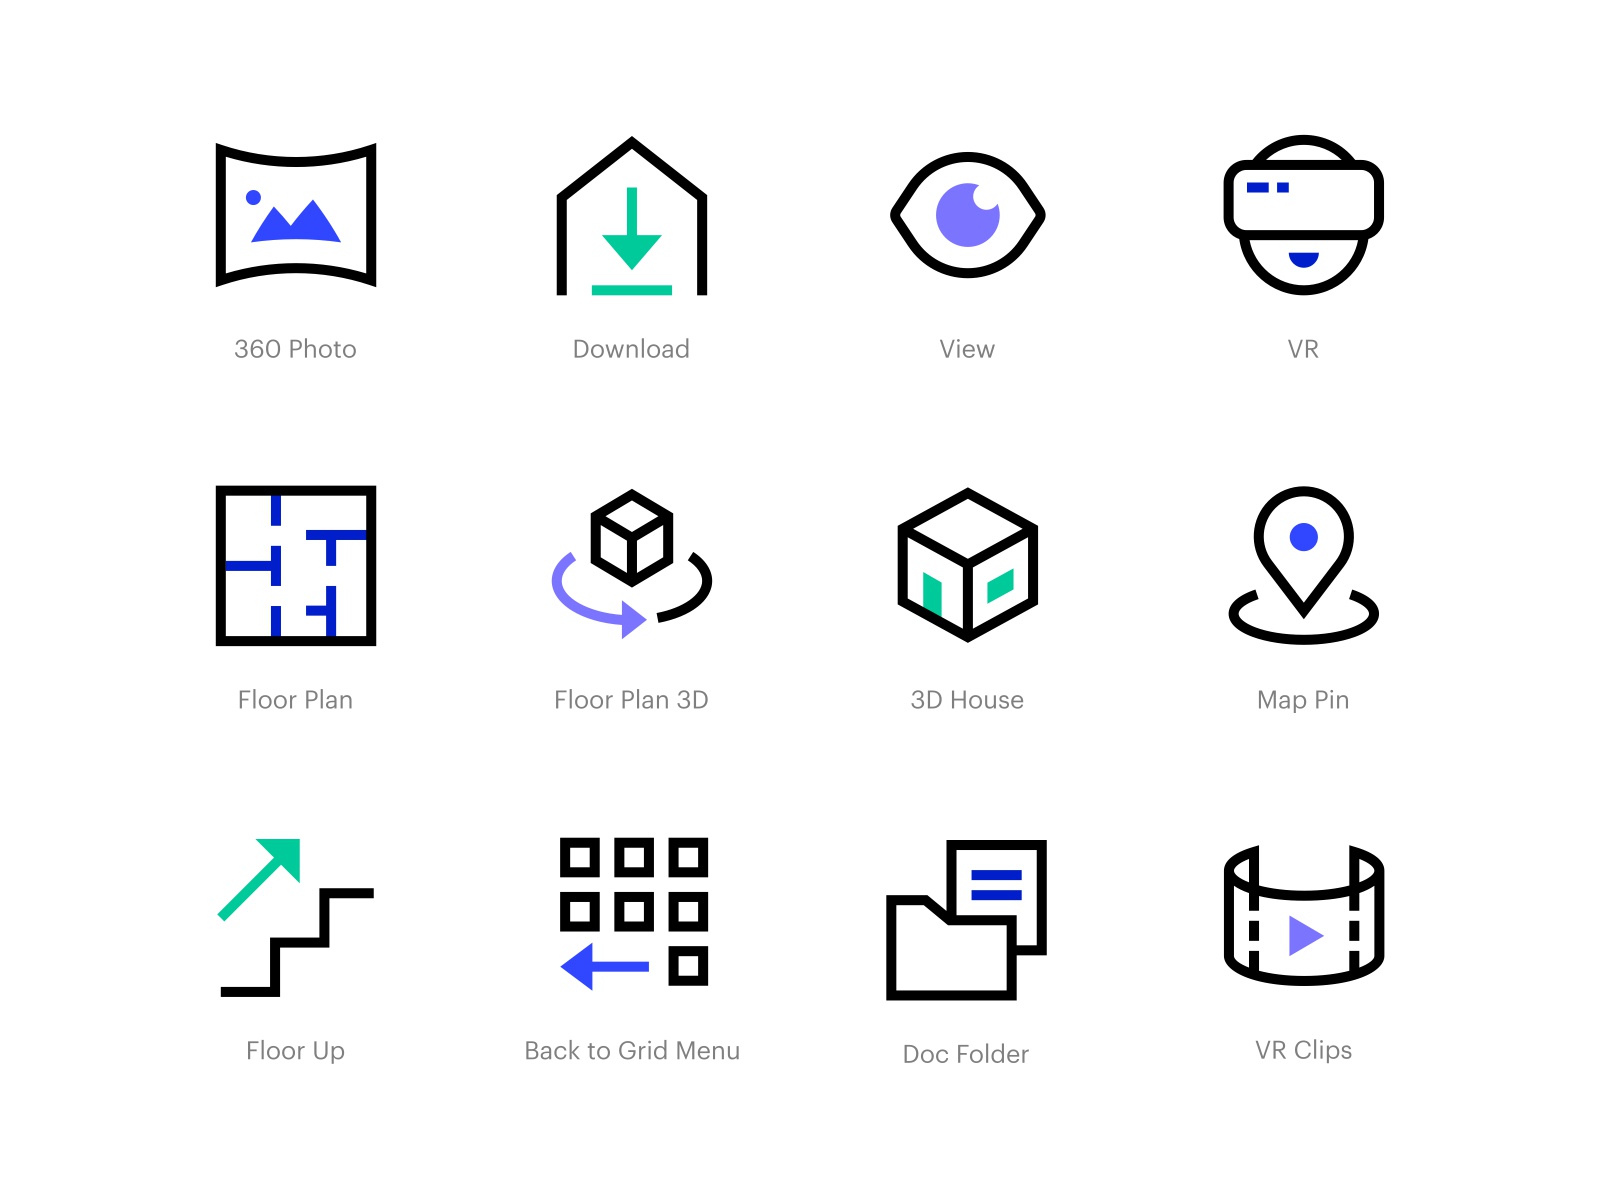 360 Photo
Download
View
VR
Floor Plan
Floor Plan 3D
3D House
Map Pin
Floor Up
Back to Grid Menu
Doc Folder
VR Clips